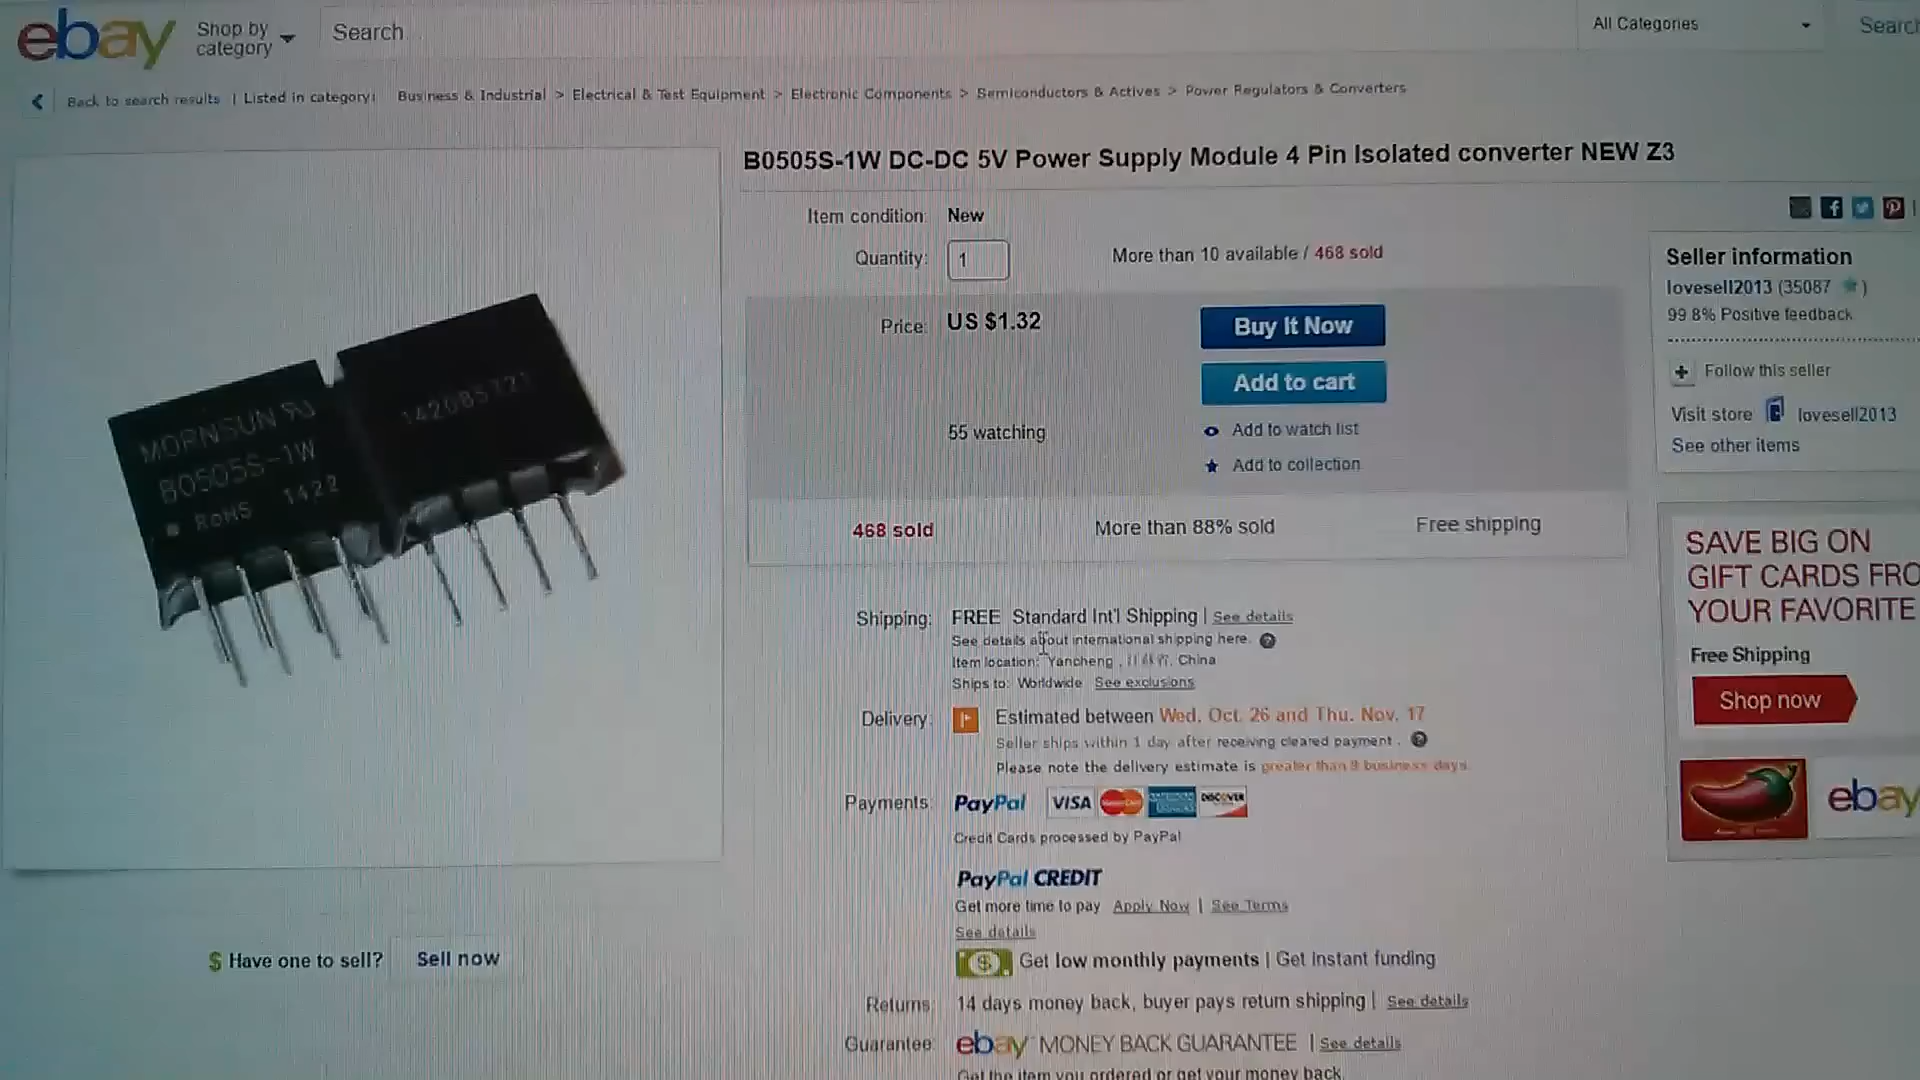 ebay
Shop by
category
Search
All Categories
Back to search results | Listed in category: Business & Industrial > Electrical & Test Equipment > Electronic Components > Semiconductors & Actives > Power Regulators & Converters
B0505S-1W DC-DC 5V Power Supply Module 4 Pin Isolated converter NEW Z3
Item condition: New
Quantity: 1
More than 10 available / 468 sold
Price: US $1.32
Buy It Now
Add to cart
55 watching
Add to watch list
Add to collection
468 sold
More than 88% sold
Free shipping
MORNSUN
B0505S-1W
RoHS 1422
Shipping: FREE Standard Int'l Shipping | See details
See details about international shipping here.
Item location: Yancheng, China
Ships to: Worldwide See exclusions
Delivery: Estimated between Wed. Oct. 26 and Thu. Nov. 17
Seller ships within 1 day after receiving cleared payment.
Please note the delivery estimate is greater than 9 business days
Payments: PayPal VISA MasterCard DISCOVER
Credit Cards processed by PayPal
PayPal CREDIT
Get more time to pay Apply Now | See Terms
See details
Get low monthly payments | Get instant funding
Returns: 14 days money back, buyer pays return shipping | See details
Guarantee: ebay MONEY BACK GUARANTEE | See details
Get the item you ordered or get your money back
$ Have one to sell? Sell now
Seller information
lovesell2013 (35087)
99.8% Positive feedback
Follow this seller
Visit store lovesell2013
See other items
SAVE BIG ON
GIFT CARDS FRO
YOUR FAVORITE
Free Shipping
Shop now
ebay